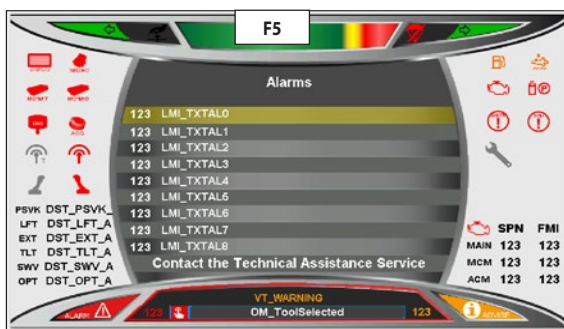 F5
Alarms
123 LMI_TXTAL0
123 LMI_TXTAL1
123 LMI_TXTAL2
123 LMI_TXTAL3
123 LMI_TXTAL4
123 LMI_TXTAL5
123 LMI_TXTAL6
123 LMI_TXTAL7
123 LMI_TXTAL8
Contact the Technical Assistance Service
PSVK DST_PSVK_
LFT DST_LFT_A
EXT DST_EXT_A
TLT DST_TLT_A
SWV DST_SWV_A
OPT DST_OPT_A
SPN FMI
MAIN 123 123
MCM 123 123
ACM 123 123
ALARM
VT_WARNING
123 OM_ToolSelected 123